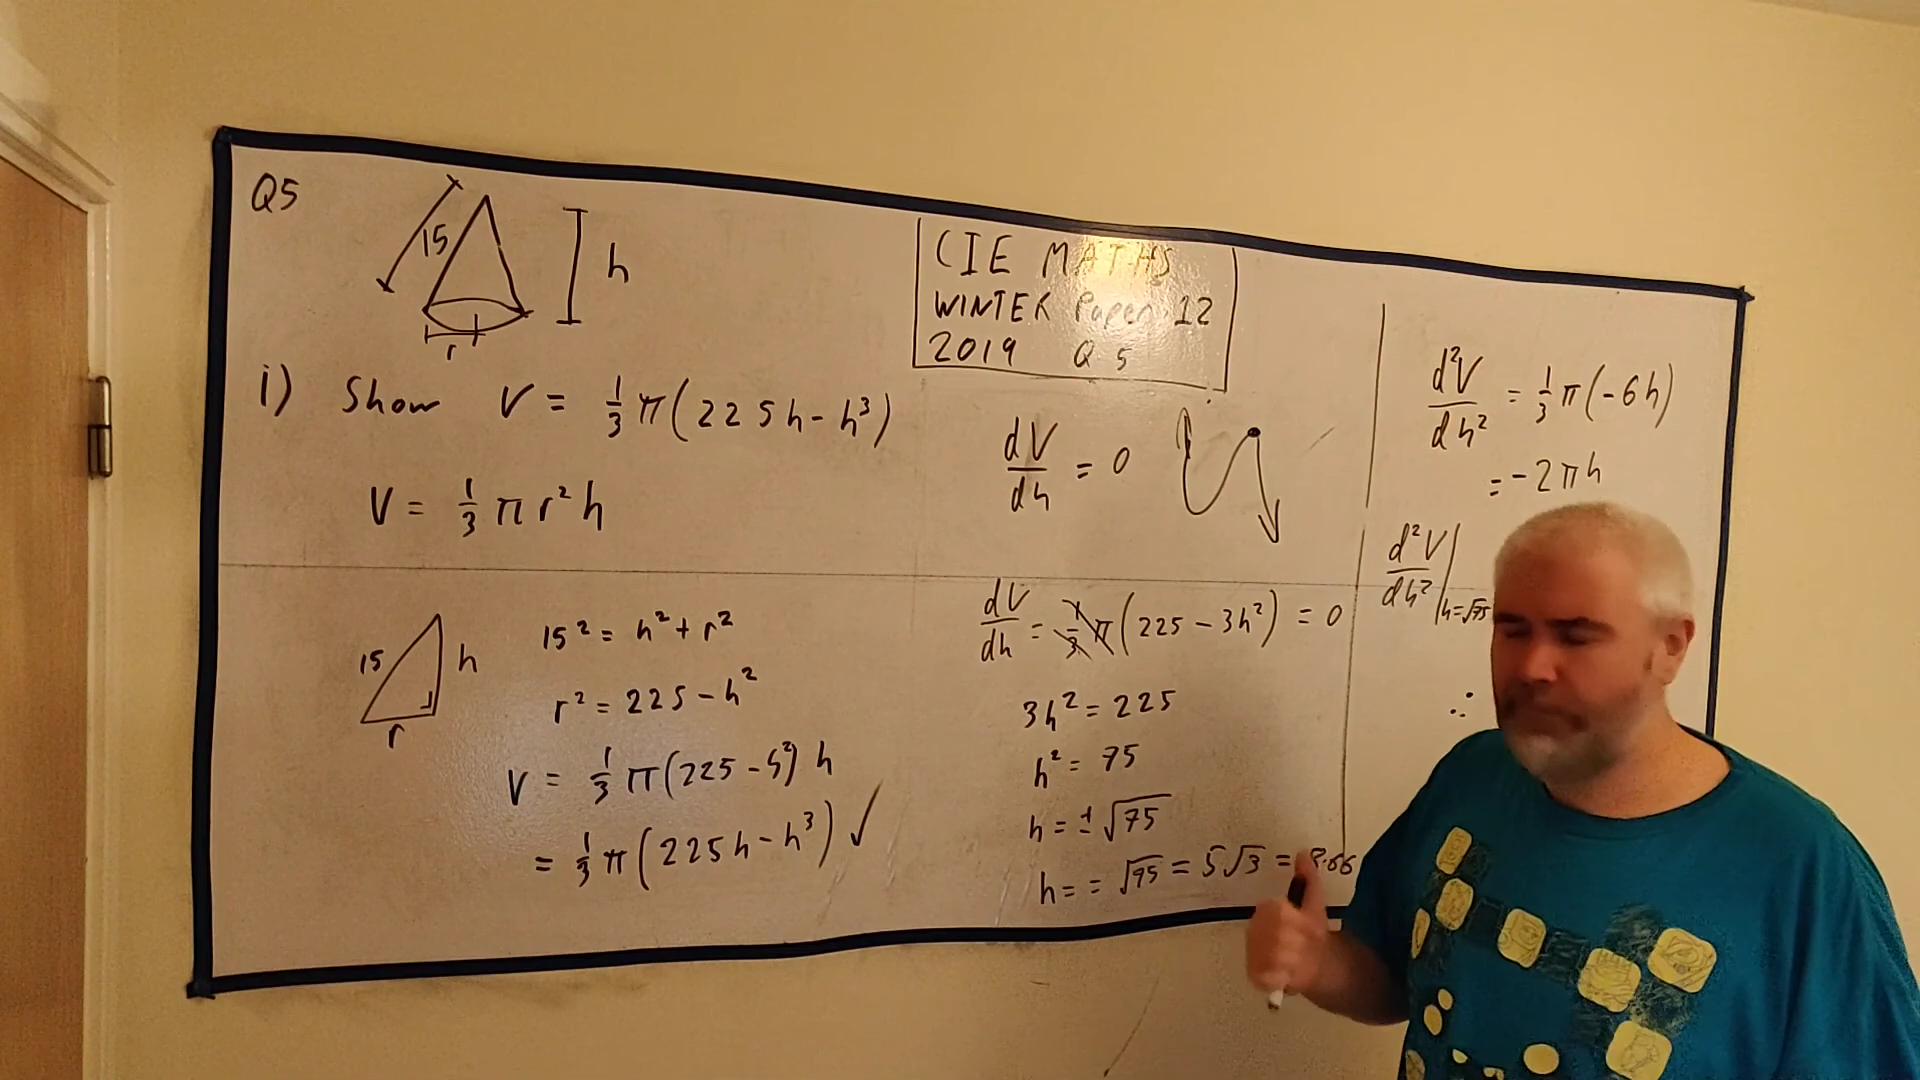 Q5
15
h
r
CIE MATHS
WINTER Paper 12
2019 Q 5
i) Show V = 1/3 π(225h - h³)
V = 1/3 π r² h
15
h
r
15² = h² + r²
r² = 225 - h²
V = 1/3 π(225 - h²) h
= 1/3 π(225h - h³) ✓
dV/dh = 0
dV/dh = 1/3 π(225 - 3h²) = 0
3h² = 225
h² = 75
h = ± √75
h = = √75 = 5√3 = 8.66
d²V/dh² = 1/3 π(-6h)
= -2πh
d²V/dh² | h=√75
∴